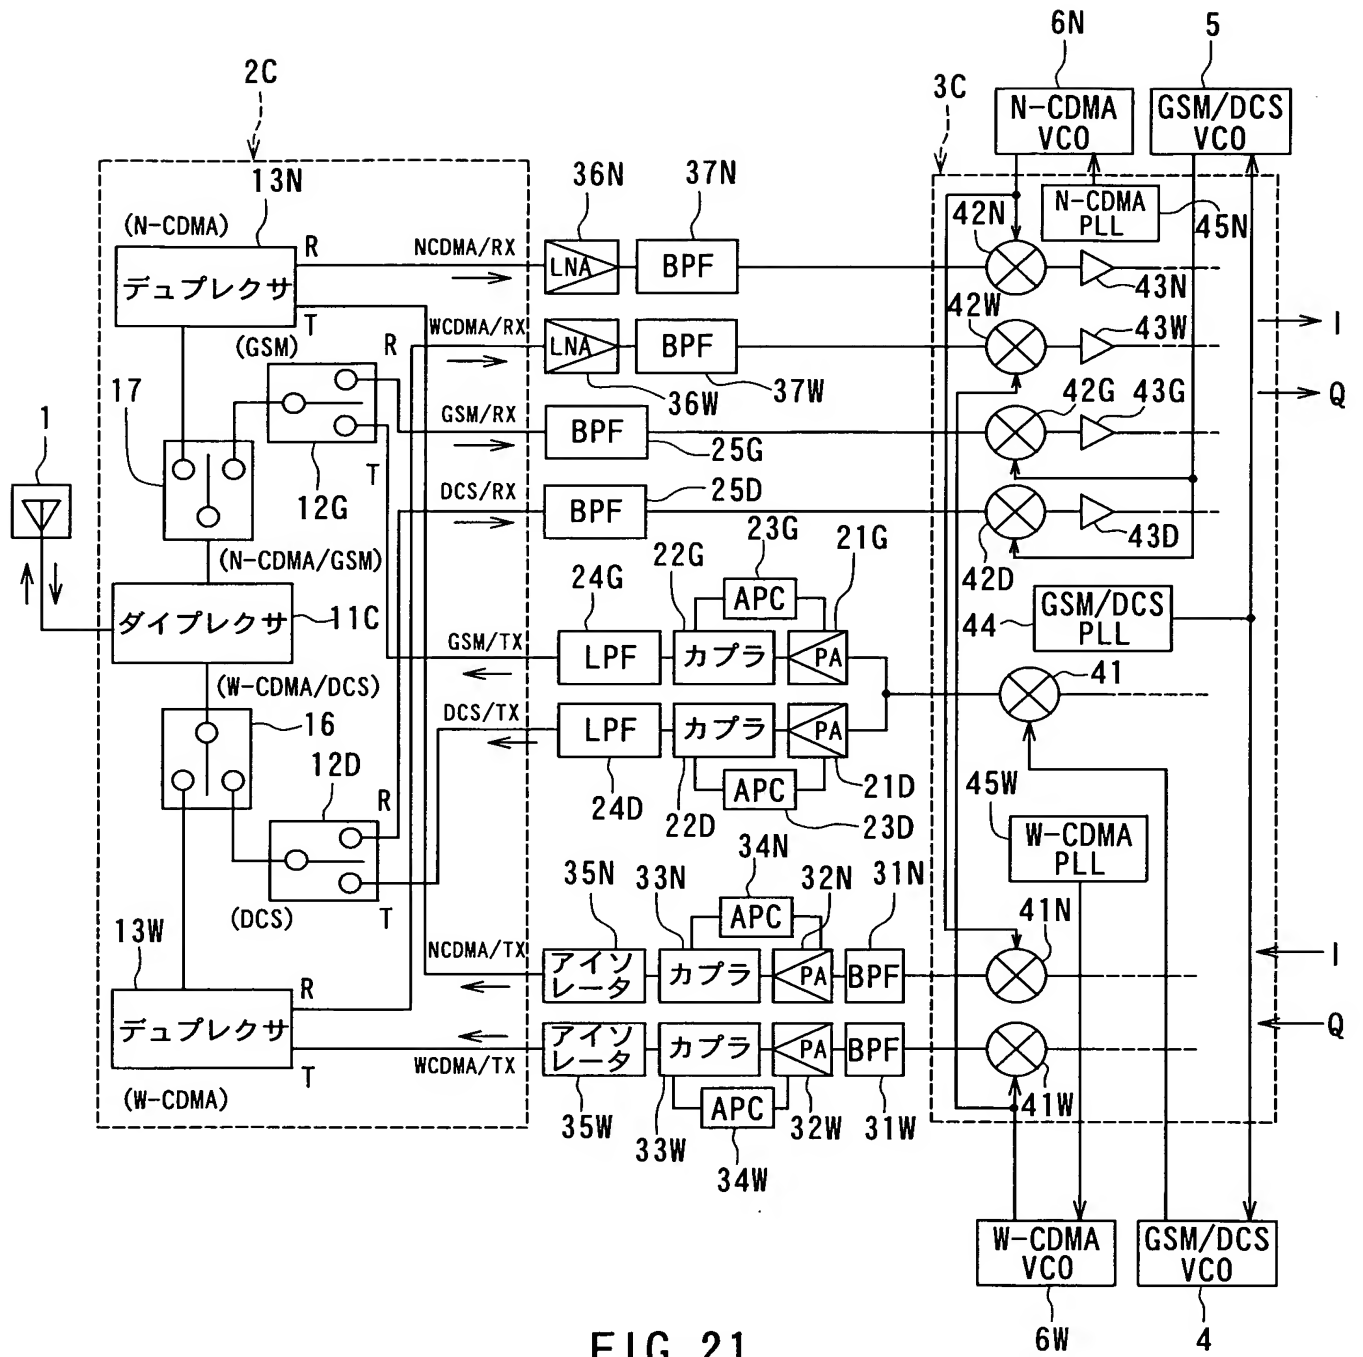 6N
5
2C
3C
N-CDMA
VCO
GSM/DCS
VCO
13N
36N
37N
(N-CDMA)
R
NCDMA/RX
LNA
BPF
42N
N-CDMA
PLL
45N
デュプレクサ
T
43N
(GSM)
R
WCDMA/RX
LNA
BPF
42W
43W
I
17
36W
37W
42G
43G
Q
1
GSM/RX
BPF
25G
T
12G
DCS/RX
BPF
25D
42D
43D
(N-CDMA/GSM)
24G
22G
23G
21G
APC
44
GSM/DCS
PLL
ダイプレクサ
11C
GSM/TX
LPF
カプラ
PA
41
(W-CDMA/DCS)
16
DCS/TX
LPF
カプラ
PA
12D
R
24D
22D
APC
23D
21D
45W
W-CDMA
PLL
(DCS)
T
35N
33N
34N
32N
31N
APC
41N
13W
NCDMA/TX
アイソ
レータ
カプラ
PA
BPF
I
R
デュプレクサ
T
WCDMA/TX
アイソ
レータ
カプラ
PA
BPF
Q
(W-CDMA)
35W
33W
APC
34W
32W
31W
41W
W-CDMA
VCO
GSM/DCS
VCO
6W
4
FIG. 21